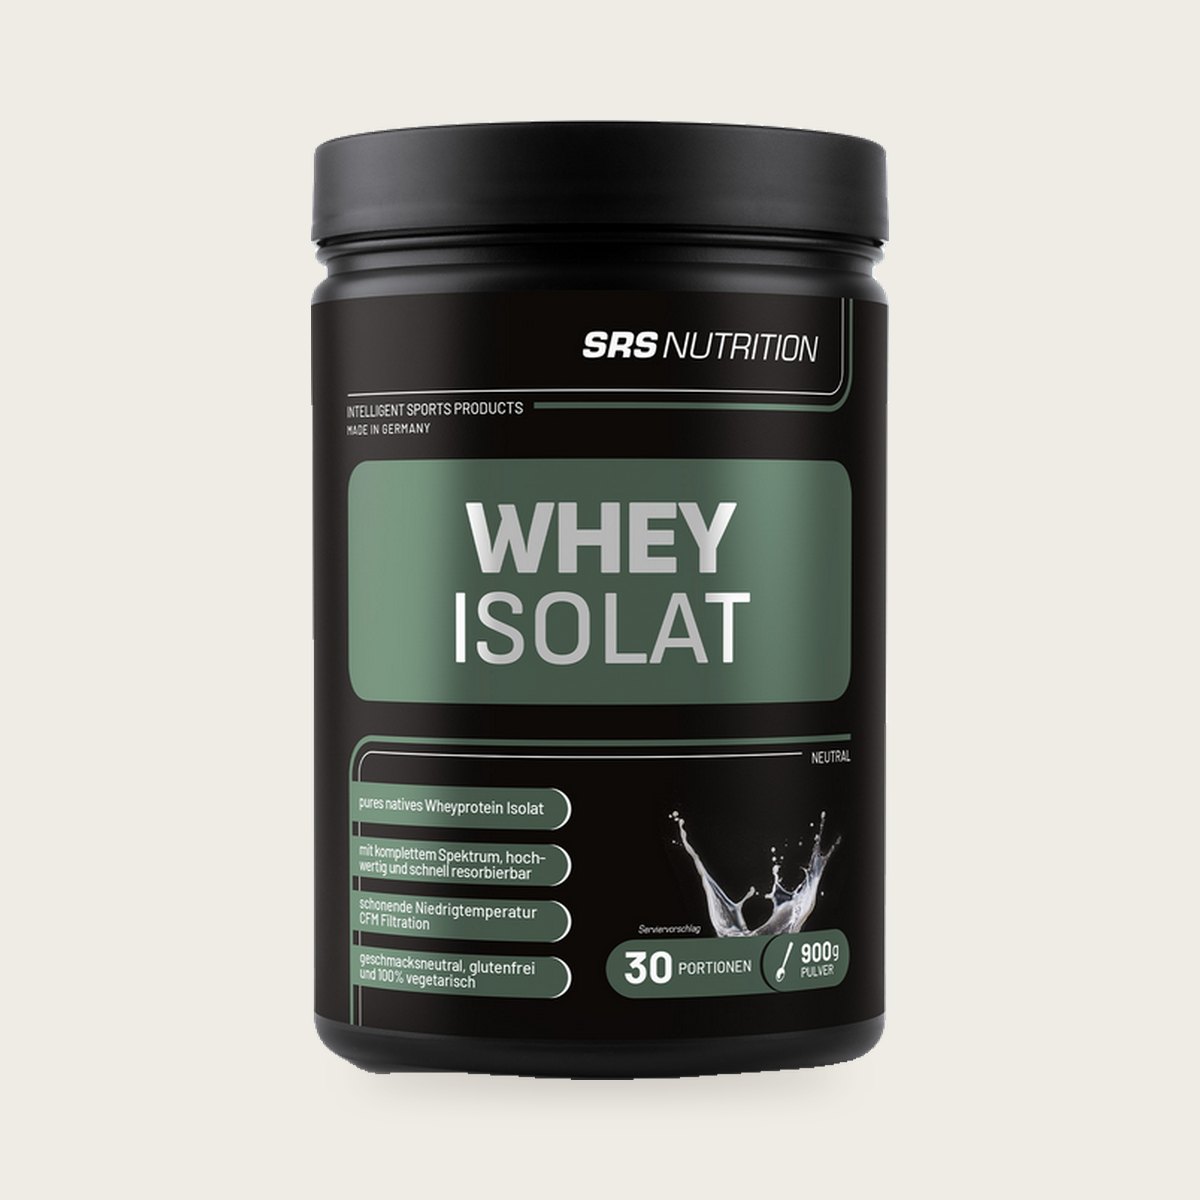 SRS NUTRITION
INTELLIGENT SPORTS PRODUCTS
MADE IN GERMANY
WHEY
ISOLAT
NEUTRAL
pures natives Wheyprotein Isolat
mit komplettem Spektrum, hoch-
wertig und schnell resorbierbar
schonende Niedrigtemperatur
CFM Filtration
geschmacksneutral, glutenfrei
und 100% vegetarisch
Serviervorschlag
30 PORTIONEN
900g
PULVER